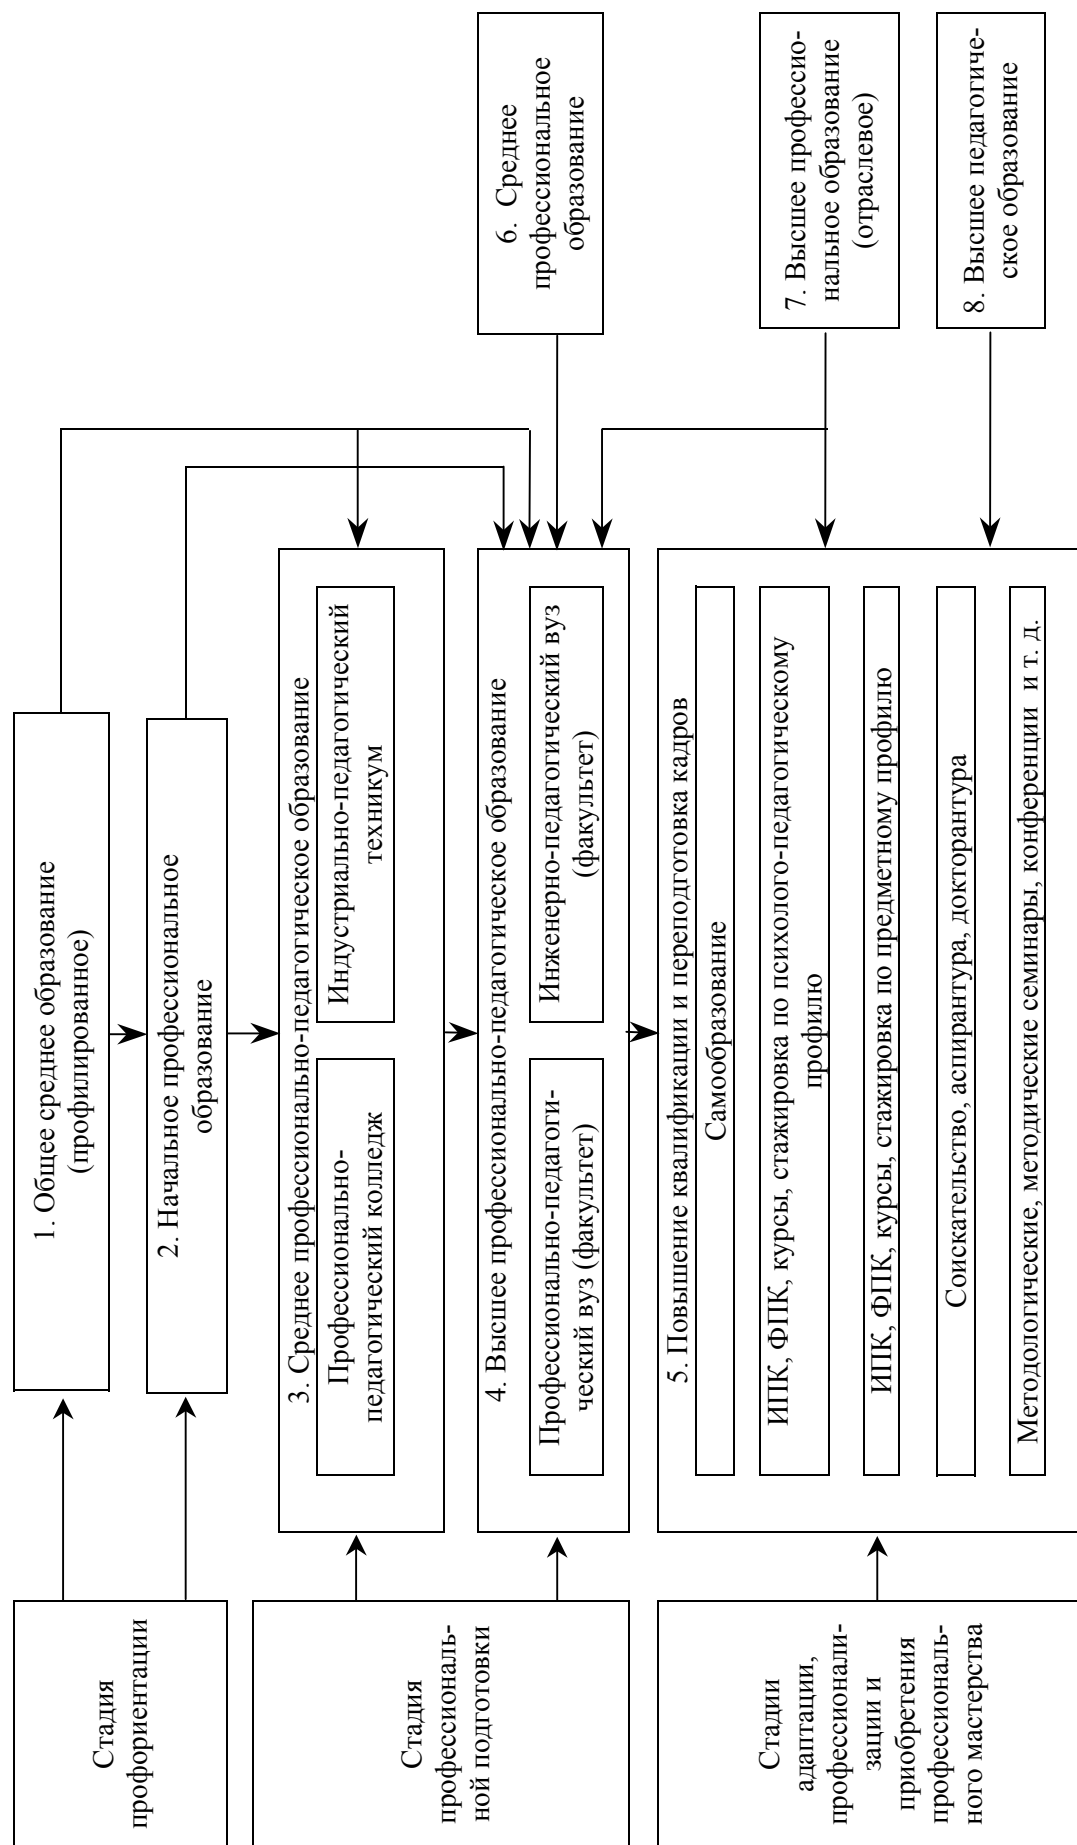 Стадия
профориентации
1. Общее среднее образование
(профилированное)
2. Начальное профессиональное
образование
Стадия
профессиональ-
ной подготовки
3. Среднее профессионально-педагогическое образование
Профессионально-
педагогический колледж
Индустриально-педагогический
техникум
4. Высшее профессионально-педагогическое образование
Профессионально-педагоги-
ческий вуз (факультет)
Инженерно-педагогический вуз
(факультет)
6. Среднее
профессиональное
образование
Стадии
адаптации,
профессионали-
зации и
приобретения
профессиональ-
ного мастерства
5. Повышение квалификации и переподготовка кадров
Самообразование
ИПК, ФПК, курсы, стажировка по психолого-педагогическому
профилю
ИПК, ФПК, курсы, стажировка по предметному профилю
Соискательство, аспирантура, докторантура
Методологические, методические семинары, конференции и т. д.
7. Высшее профессио-
нальное образование
(отраслевое)
8. Высшее педагогиче-
ское образование